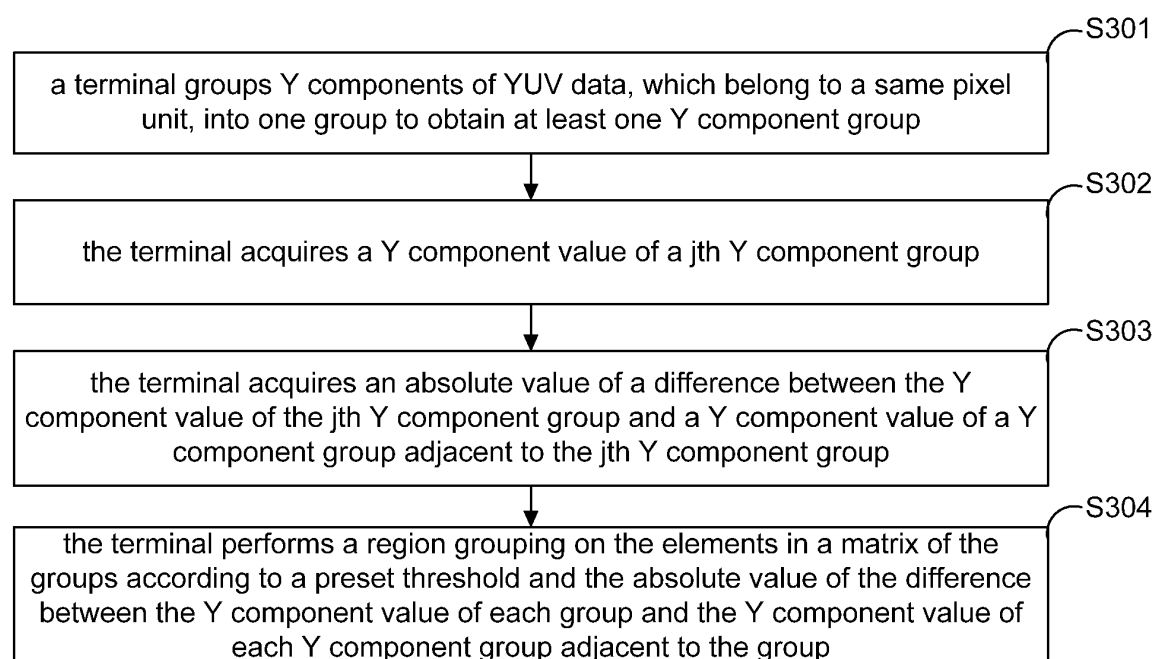 S301
a terminal groups Y components of YUV data, which belong to a same pixel
unit, into one group to obtain at least one Y component group
S302
the terminal acquires a Y component value of a jth Y component group
S303
the terminal acquires an absolute value of a difference between the Y
component value of the jth Y component group and a Y component value of a Y
component group adjacent to the jth Y component group
S304
the terminal performs a region grouping on the elements in a matrix of the
groups according to a preset threshold and the absolute value of the difference
between the Y component value of each group and the Y component value of
each Y component group adjacent to the group